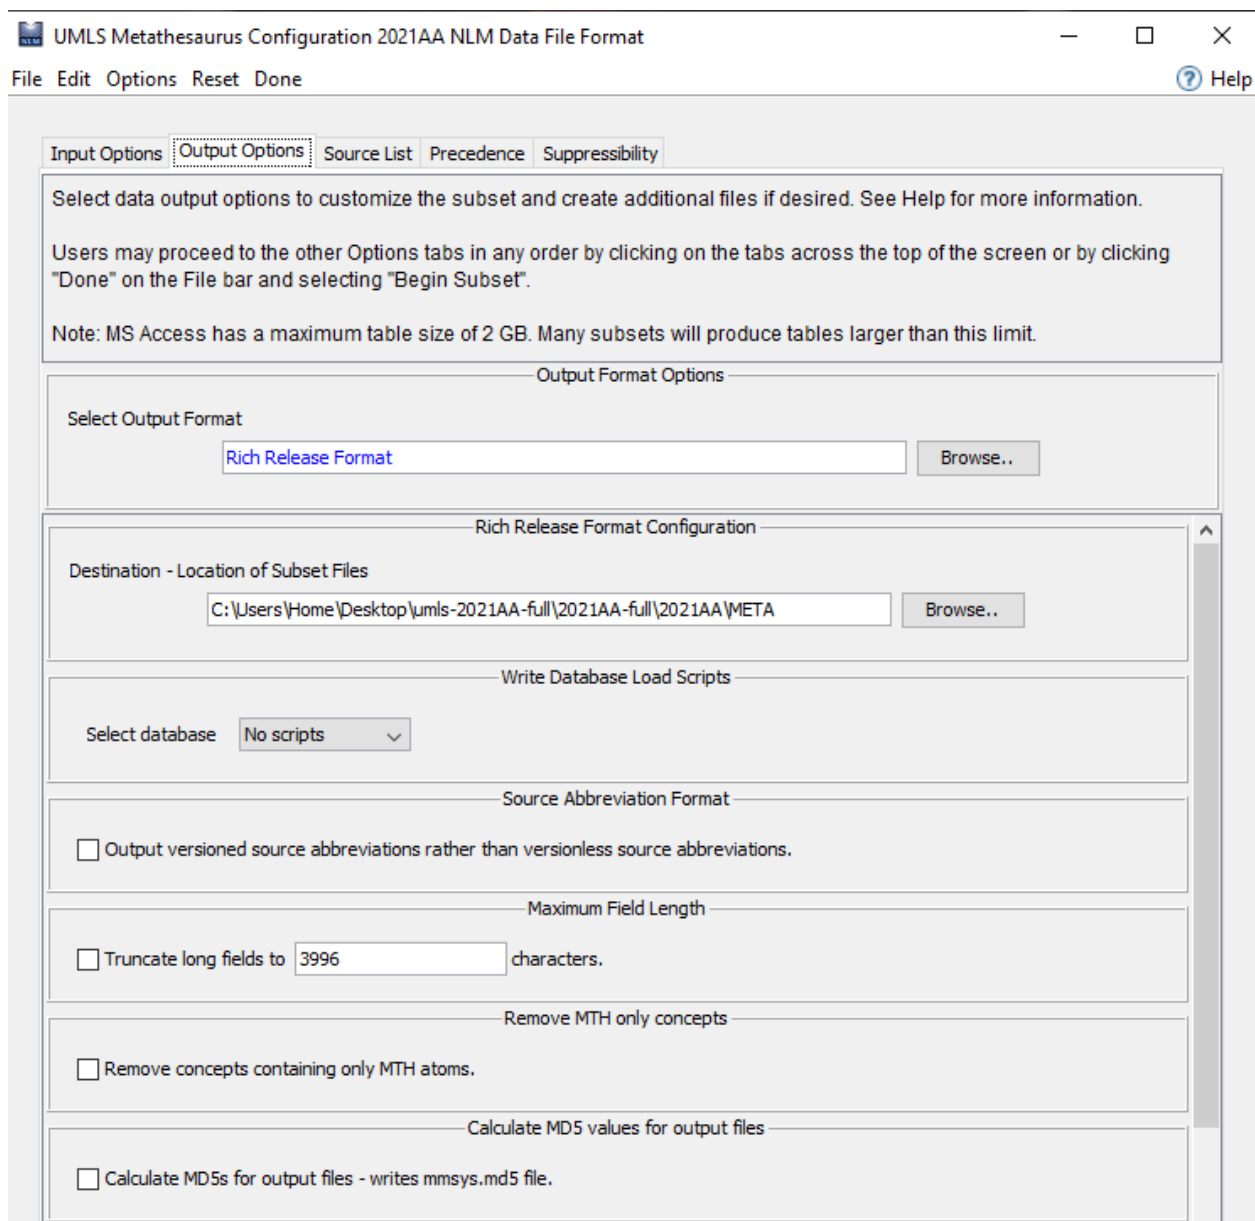 NLM UMLS Metathesaurus Configuration 2021AA NLM Data File Format
File Edit Options Reset Done ? Help
Input Options Output Options Source List Precedence Suppressibility
Select data output options to customize the subset and create additional files if desired. See Help for more information.
Users may proceed to the other Options tabs in any order by clicking on the tabs across the top of the screen or by clicking
"Done" on the File bar and selecting "Begin Subset".
Note: MS Access has a maximum table size of 2 GB. Many subsets will produce tables larger than this limit.
Output Format Options
Select Output Format
Rich Release Format Browse..
Rich Release Format Configuration
Destination - Location of Subset Files
C:\Users\Home\Desktop\umls-2021AA-full\2021AA-full\2021AA\META Browse..
Write Database Load Scripts
Select database No scripts
Source Abbreviation Format
Output versioned source abbreviations rather than versionless source abbreviations.
Maximum Field Length
Truncate long fields to 3996 characters.
Remove MTH only concepts
Remove concepts containing only MTH atoms.
Calculate MD5 values for output files
Calculate MD5s for output files - writes mmsys.md5 file.